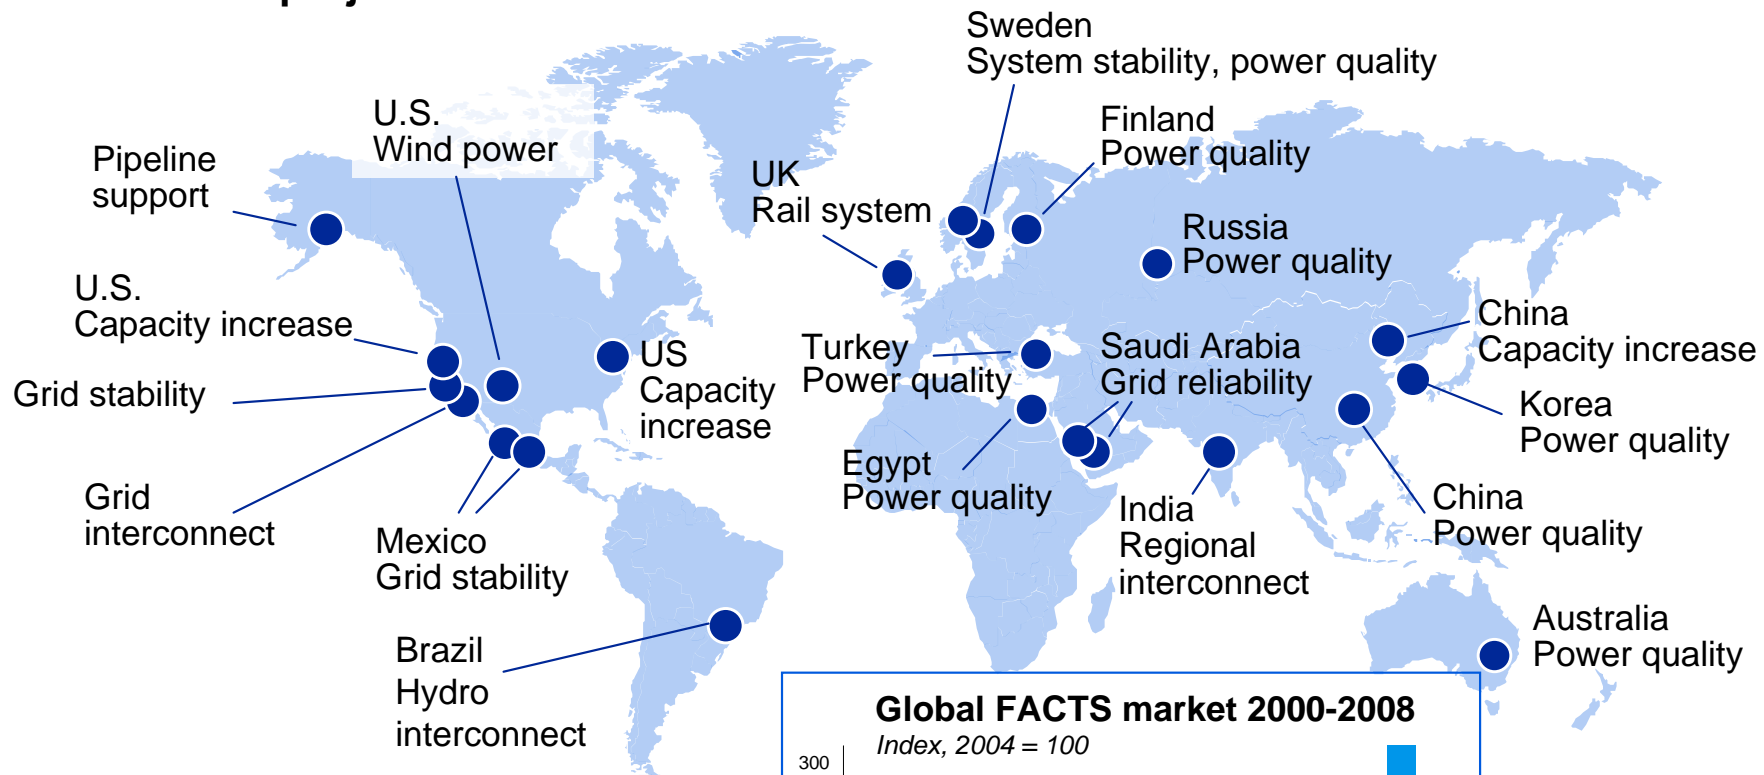 Sweden
System stability, power quality
U.S.
Wind power
Finland
Power quality
Pipeline
support
UK
Rail system
Russia
Power quality
U.S.
Capacity increase
China
Capacity increase
Turkey
Power quality
Saudi Arabia
Grid reliability
US
Capacity
increase
Grid stability
Korea
Power quality
Egypt
Power quality
Grid
interconnect
India
Regional
interconnect
China
Power quality
Mexico
Grid stability
Brazil
Hydro
interconnect
Australia
Power quality
Global FACTS market 2000-2008
Index, 2004 = 100
300